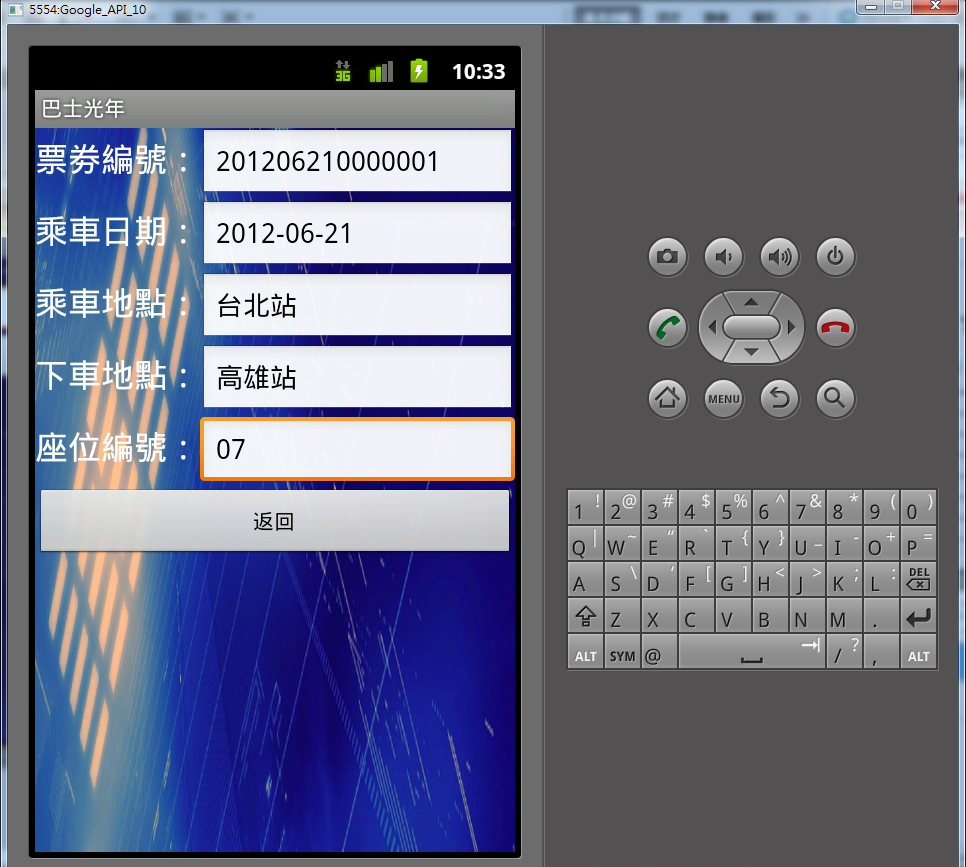 5554:Google_API_10
3G 10:33
巴士光年
票券編號： 201206210000001
乘車日期： 2012-06-21
乘車地點： 台北站
下車地點： 高雄站
座位編號： 07
返回
MENU
1 ! 2 @ 3 # 4 $ 5 % 6 ^ 7 & 8 * 9 ( 0 )
Q | W ~ E “ R ` T { Y } U _ I - O + P =
A S \ D ‘ F [ G ] H < J > K ; L : DEL
Z X C V B N M .
ALT SYM @ / ? , ALT